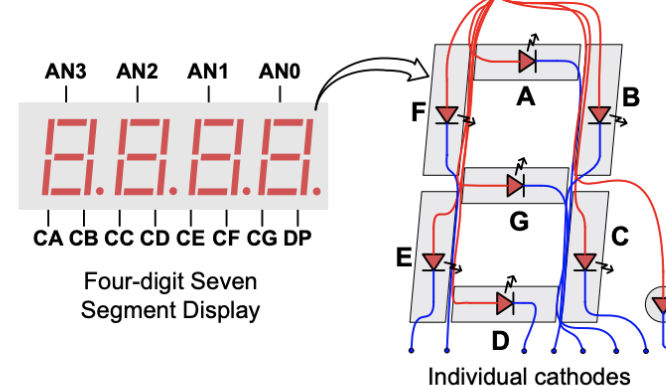 AN3 AN2 AN1 AN0
CA CB CC CD CE CF CG DP
Four-digit Seven
Segment Display
A
F
B
G
E
C
D
Individual cathodes